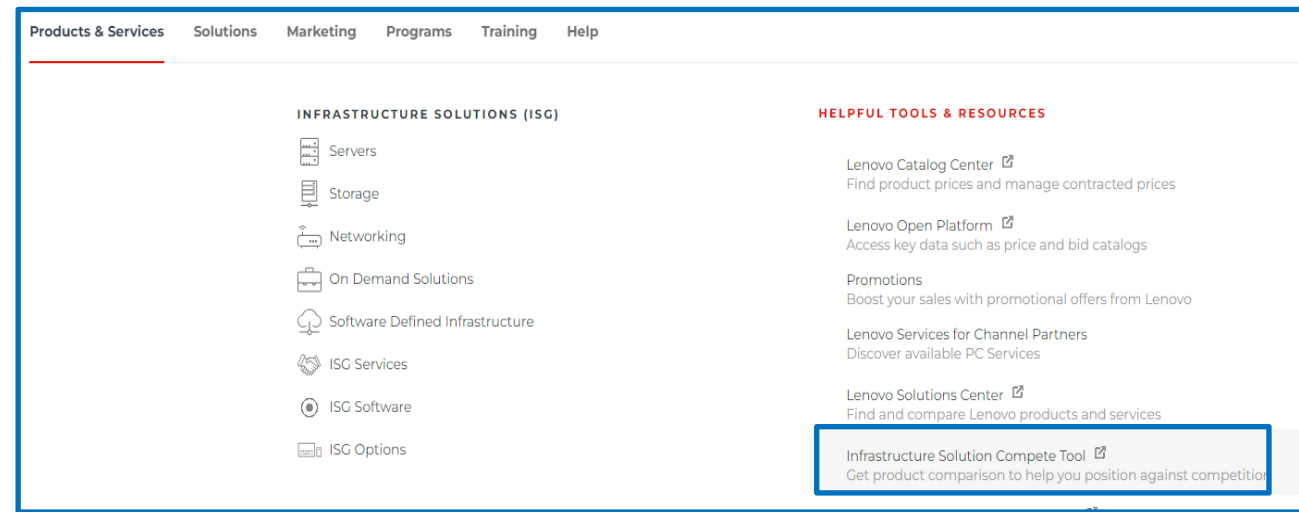 Products & Services Solutions Marketing Programs Training Help
INFRASTRUCTURE SOLUTIONS (ISG)
Servers
Storage
Networking
On Demand Solutions
Software Defined Infrastructure
ISG Services
ISG Software
ISG Options
HELPFUL TOOLS & RESOURCES
Lenovo Catalog Center
Find product prices and manage contracted prices
Lenovo Open Platform
Access key data such as price and bid catalogs
Promotions
Boost your sales with promotional offers from Lenovo
Lenovo Services for Channel Partners
Discover available PC Services
Lenovo Solutions Center
Find and compare Lenovo products and services
Infrastructure Solution Compete Tool
Get product comparison to help you position against competition